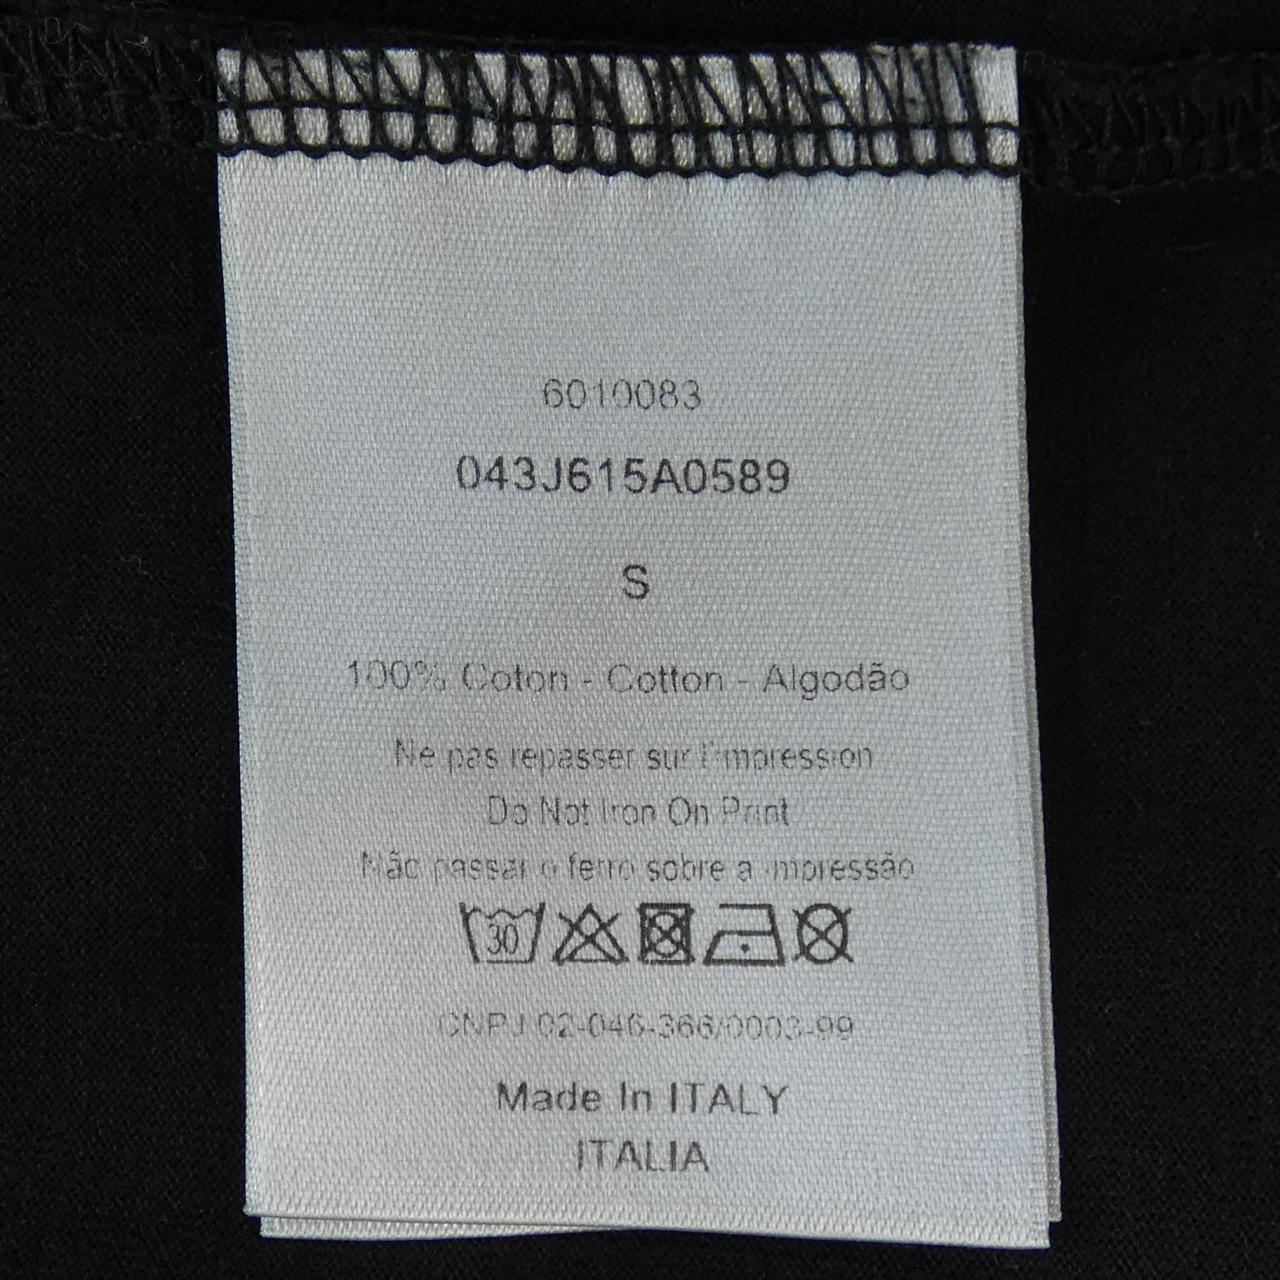 6010083
043J615A0589
S
100% Coton - Cotton - Algodão
Ne pas repasser sur l'impression
Do Not Iron On Print
Não passar o ferro sobre a impressão
30
CNPJ 02-046-366/0003-99
Made In ITALY
ITALIA